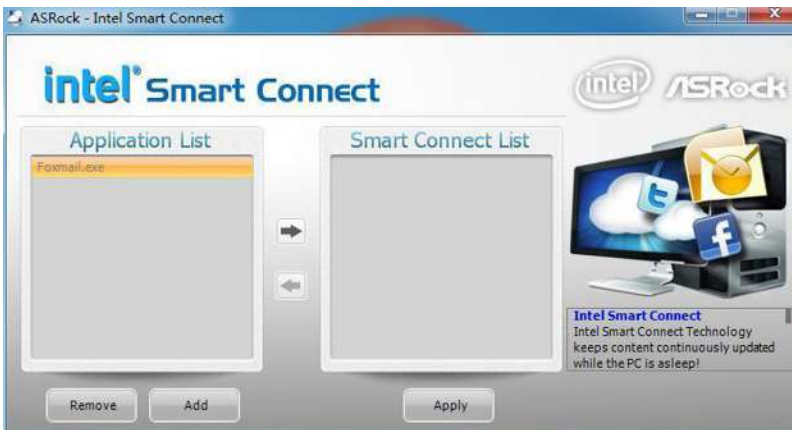 ASRock - Intel Smart Connect
intel® Smart Connect
intel ASRock
Application List
Foxmail.exe
Smart Connect List
Intel Smart Connect
Intel Smart Connect Technology
keeps content continuously updated
while the PC is asleep!
Remove Add Apply